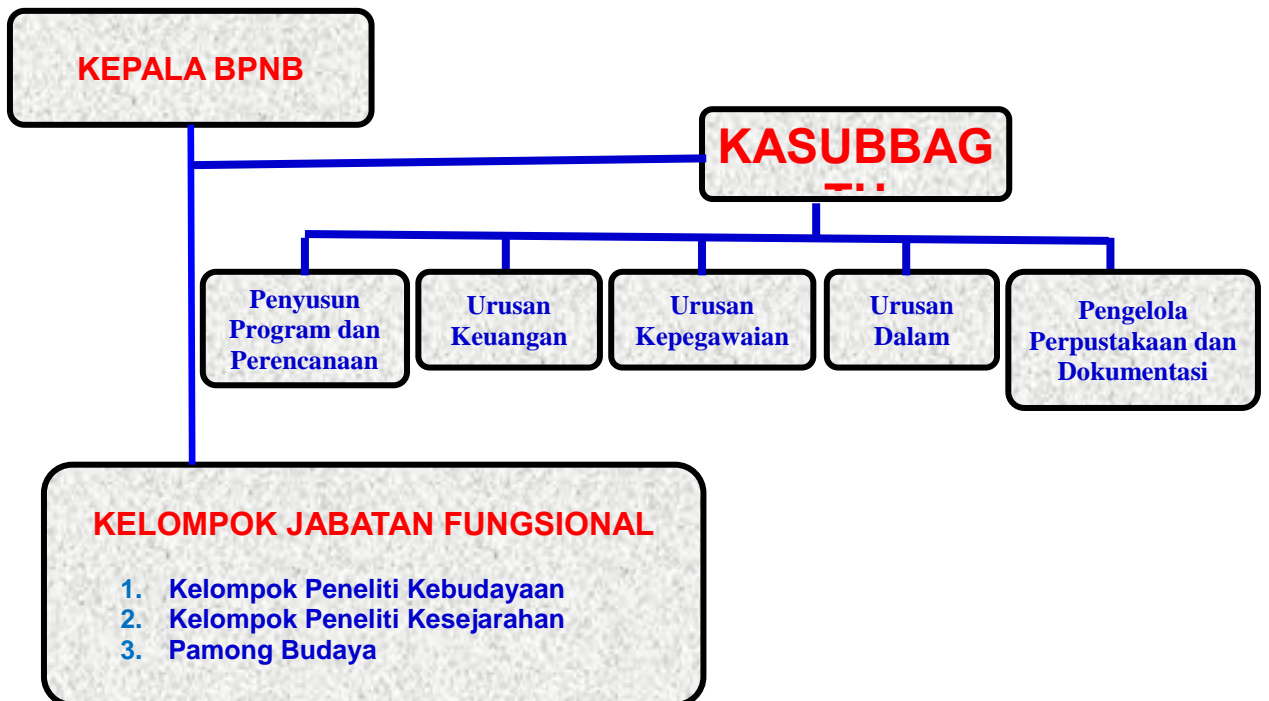 KEPALA BPNB
KASUBBAG
Penyusun
Program dan
Perencanaan
Urusan
Keuangan
Urusan
Kepegawaian
Urusan
Dalam
Pengelola
Perpustakaan dan
Dokumentasi
KELOMPOK JABATAN FUNGSIONAL
1. Kelompok Peneliti Kebudayaan
2. Kelompok Peneliti Kesejarahan
3. Pamong Budaya